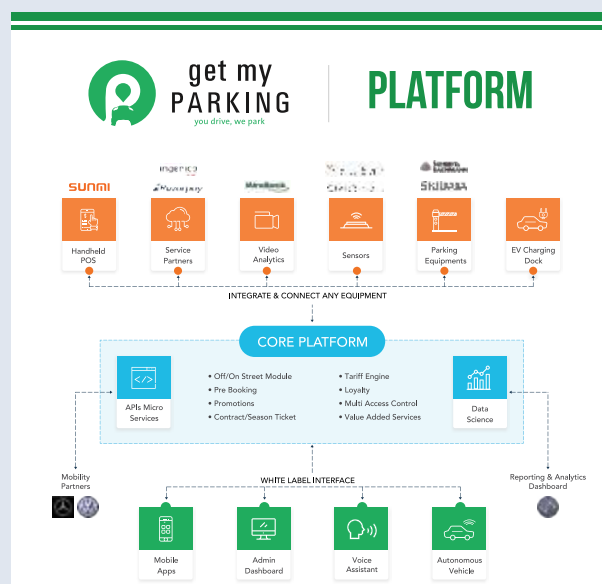 get my
PARKING
you drive, we park
PLATFORM
SUNMI
ingenico
Handheld
POS
Service
Partners
Video
Analytics
Sensors
Parking
Equipments
EV Charging
Dock
INTEGRATE & CONNECT ANY EQUIPMENT
CORE PLATFORM
</>
APIs Micro
Services
• Off/On Street Module
• Pre Booking
• Promotions
• Contract/Season Ticket
• Tariff Engine
• Loyalty
• Multi Access Control
• Value Added Services
Data
Science
Mobility
Partners
WHITE LABEL INTERFACE
Reporting & Analytics
Dashboard
Mobile
Apps
Admin
Dashboard
Voice
Assistant
Autonomous
Vehicle